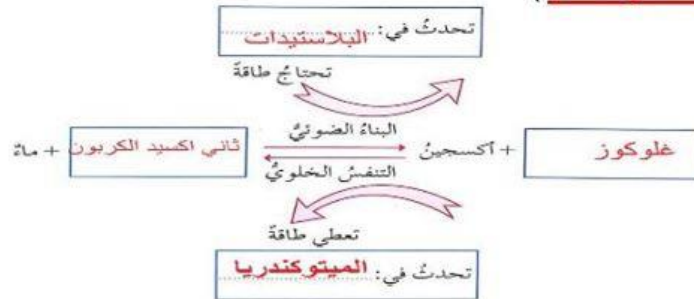 تحدثُ في: البلاستيدات
تحتاجُ طاقةً
البناءُ الضوئيُّ
غلوكوز + أكسجينُ
ثاني اكسيد الكربون + ماءٌ
التنفسُ الخلويُّ
تعطي طاقةً
تحدثُ في: الميتوكندريا